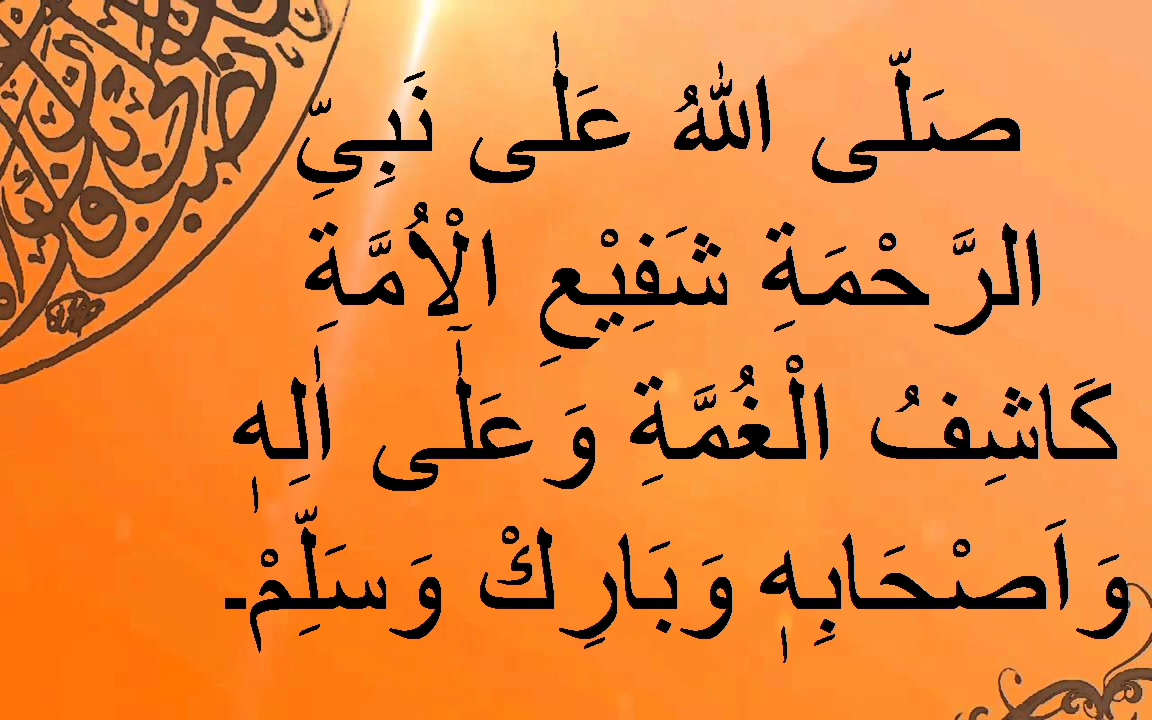 صَلَّى اللهُ عَلٰى نَبِيِّ
الرَّحْمَةِ شَفِيْعِ الْاُمَّةِ
كَاشِفُ الْغُمَّةِ وَعَلٰٓى اٰلِهٖ
وَاَصْحَابِهٖ وَبَارِكْ وَسَلِّمْ۔